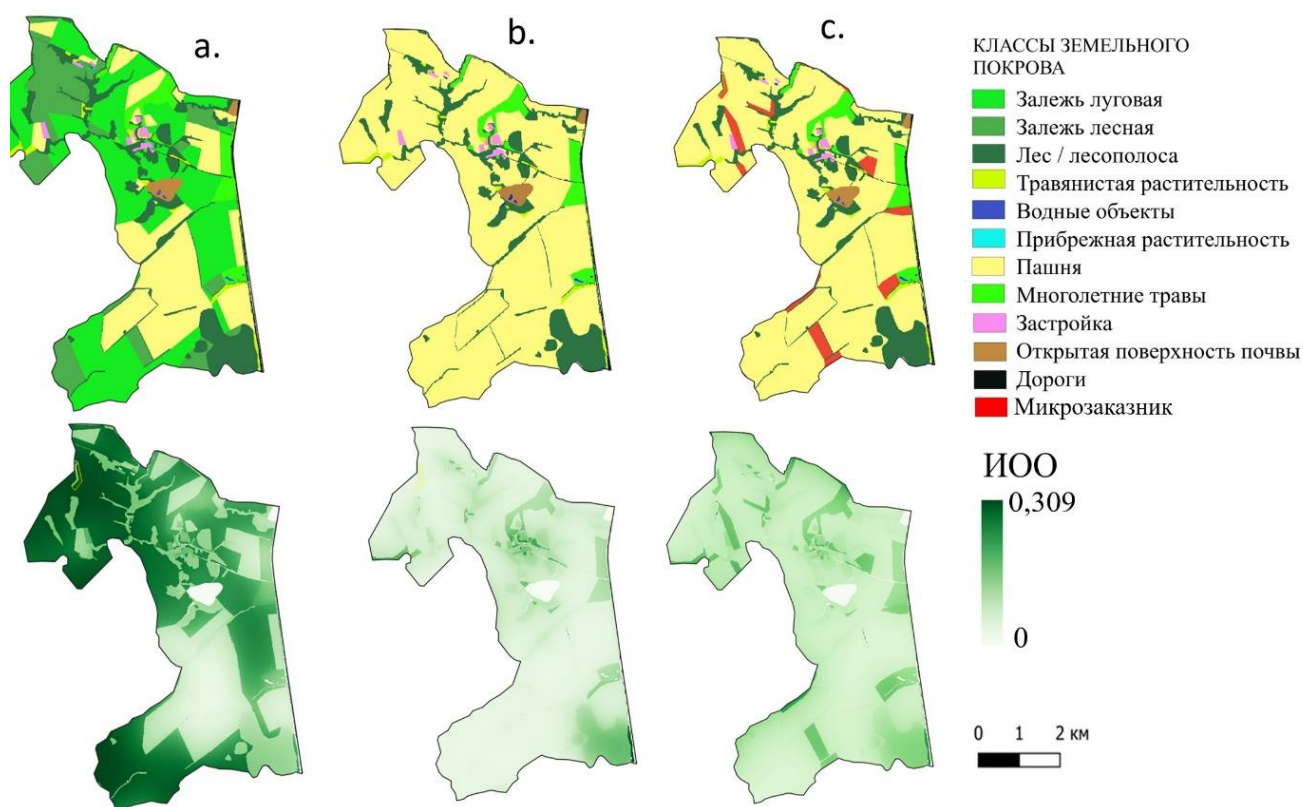 a.
b.
c.
КЛАССЫ ЗЕМЕЛЬНОГО
ПОКРОВА
Залежь луговая
Залежь лесная
Лес / лесополоса
Травянистая растительность
Водные объекты
Прибрежная растительность
Пашня
Многолетние травы
Застройка
Открытая поверхность почвы
Дороги
Микрозаказник
ИОО
0,309
0
0 1 2 км